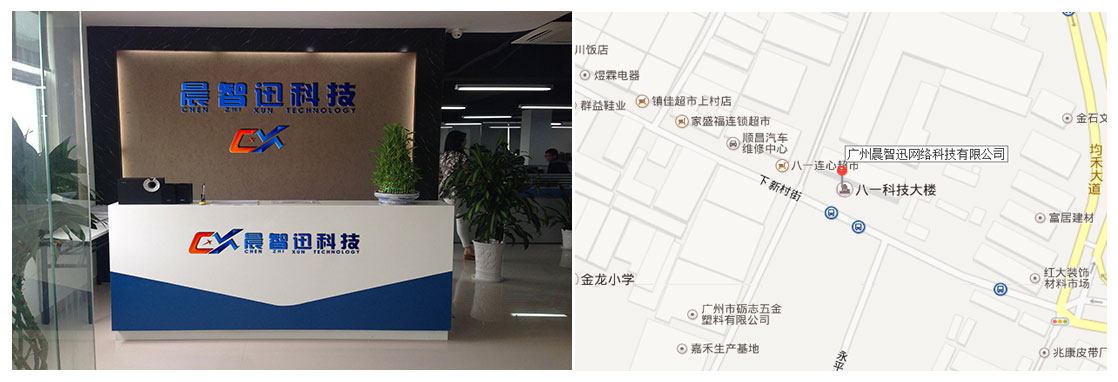 晨智迅科技
CHEN ZHI XUN TECHNOLOGY
CX
CX 晨智迅科技
CHEN ZHI XUN TECHNOLOGY
川饭店
煜霖电器
群益鞋业
镇佳超市上村店
家盛福连锁超市
顺昌汽车
维修中心
八一连心超市
广州晨智迅网络科技有限公司
八一科技大楼
下新村街
金石文
均禾大道
富居建材
红大装饰
材料市场
金龙小学
广州市砺志五金
塑料有限公司
嘉禾生产基地
永平
兆康皮带厂